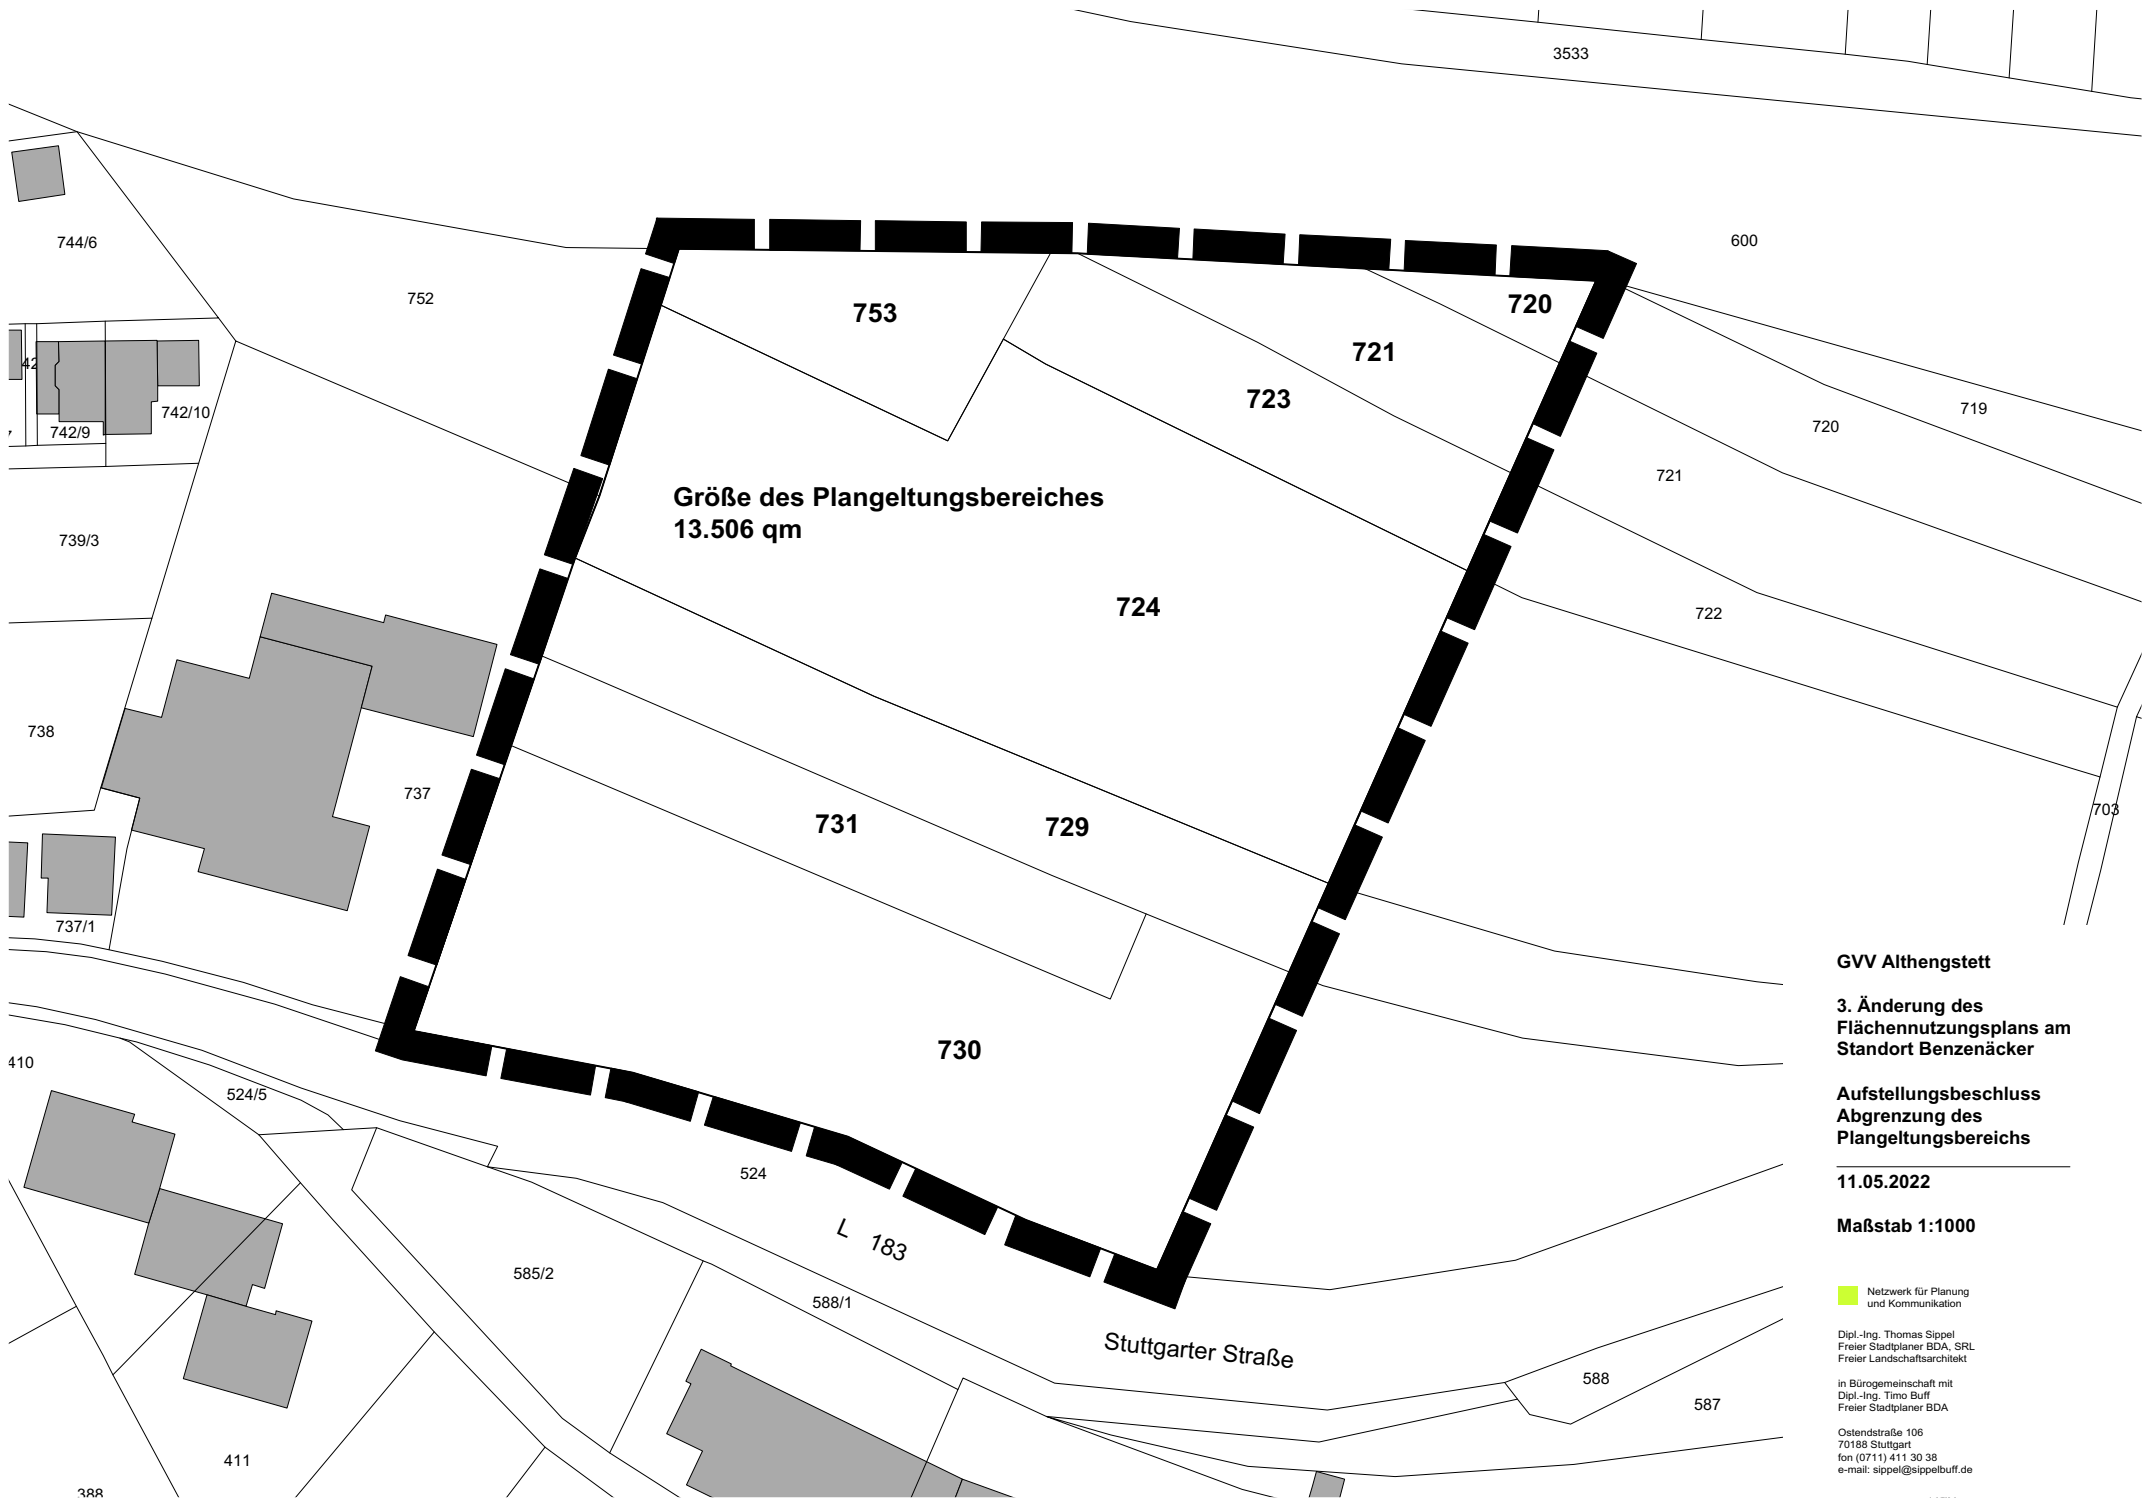 3533
744/6
600
752
753
720
721
723
42
742/10
742/9
719
720
721
Größe des Plangeltungsbereiches
13.506 qm
739/3
724
722
738
737
731
729
703
737/1
730
410
524/5
524
L 183
585/2
588/1
Stuttgarter Straße
588
587
411
388
GVV Althengstett
3. Änderung des
Flächennutzungsplans am
Standort Benzenäcker
Aufstellungsbeschluss
Abgrenzung des
Plangeltungsbereichs
11.05.2022
Maßstab 1:1000
Netzwerk für Planung
und Kommunikation
Dipl.-Ing. Thomas Sippel
Freier Stadtplaner BDA, SRL
Freier Landschaftsarchitekt
in Bürogemeinschaft mit
Dipl.-Ing. Timo Buff
Freier Stadtplaner BDA
Ostendstraße 106
70188 Stuttgart
fon (0711) 411 30 38
e-mail: sippel@sippelbuff.de